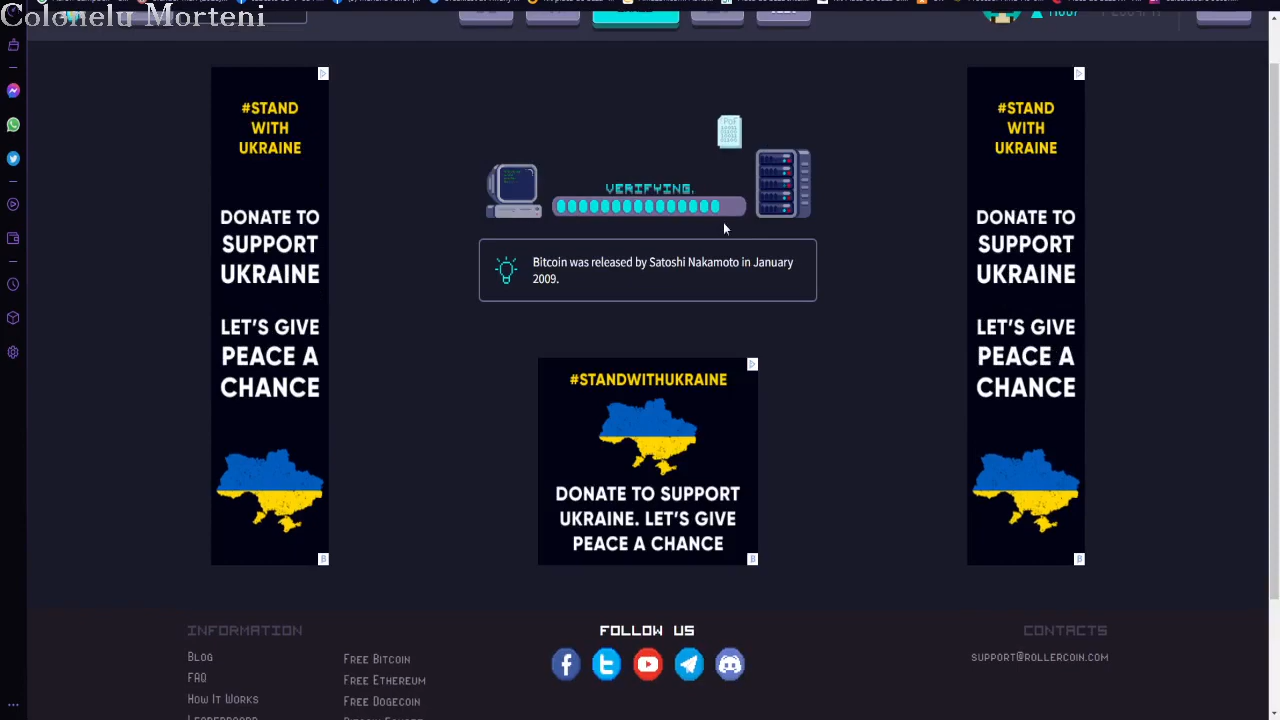 Colonelu Morteni
#STAND
WITH
UKRAINE
DONATE TO
SUPPORT
UKRAINE
LET'S GIVE
PEACE A
CHANCE
PDF
VERIFYING.
Bitcoin was released by Satoshi Nakamoto in January
2009.
#STANDWITHUKRAINE
DONATE TO SUPPORT
UKRAINE. LET'S GIVE
PEACE A CHANCE
#STAND
WITH
UKRAINE
DONATE TO
SUPPORT
UKRAINE
LET'S GIVE
PEACE A
CHANCE
INFORMATION
BLOG
FAQ
HOW IT WORKS
FREE BITCOIN
FREE ETHEREUM
FREE DOGECOIN
FOLLOW US
CONTACTS
SUPPORT@ROLLERCOIN.COM